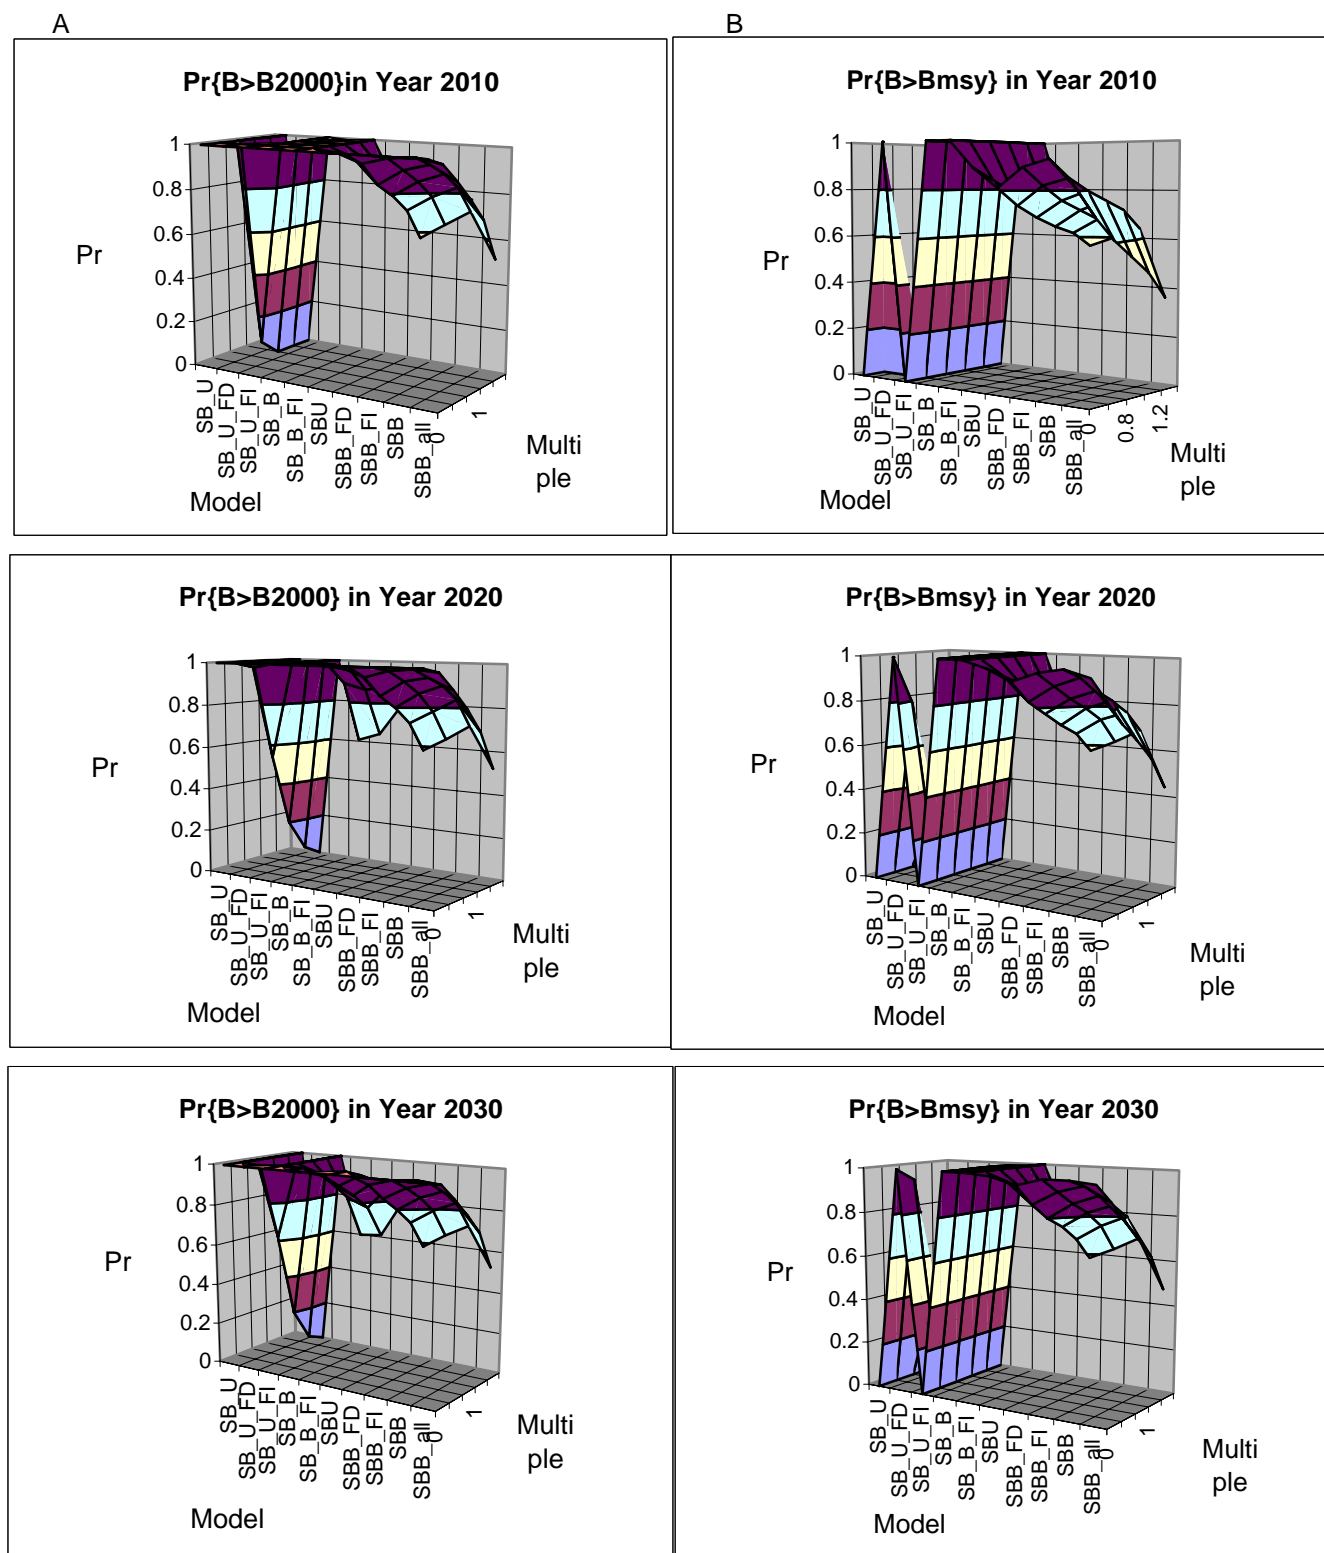 A
B
Pr{B>B2000}in Year 2010
1
0.8
0.6
0.4
0.2
0
Pr
SB_U
SB_U_FD
SB_U_FI
SB_B
SB_B_FI
SBU
SBB_FD
SBB_FI
SBB
SBB_all
0
1
Multi
ple
Model
Pr{B>Bmsy} in Year 2010
1
0.8
0.6
0.4
0.2
0
Pr
SB_U
SB_U_FD
SB_U_FI
SB_B
SB_B_FI
SBU
SBB_FD
SBB_FI
SBB
SBB_all
0
0.8
1.2
Multi
ple
Model
Pr{B>B2000} in Year 2020
1
0.8
0.6
0.4
0.2
0
Pr
SB_U
SB_U_FD
SB_U_FI
SB_B
SB_B_FI
SBU
SBB_FD
SBB_FI
SBB
SBB_all
0
1
Multi
ple
Model
Pr{B>Bmsy} in Year 2020
1
0.8
0.6
0.4
0.2
0
Pr
SB_U
SB_U_FD
SB_U_FI
SB_B
SB_B_FI
SBU
SBB_FD
SBB_FI
SBB
SBB_all
0
1
Multi
ple
Model
Pr{B>B2000} in Year 2030
1
0.8
0.6
0.4
0.2
0
Pr
SB_U
SB_U_FD
SB_U_FI
SB_B
SB_B_FI
SBU
SBB_FD
SBB_FI
SBB
SBB_all
0
1
Multi
ple
Model
Pr{B>Bmsy} in Year 2030
1
0.8
0.6
0.4
0.2
0
Pr
SB_U
SB_U_FD
SB_U_FI
SB_B
SB_B_FI
SBU
SBB_FD
SBB_FI
SBB
SBB_all
0
1
Multi
ple
Model